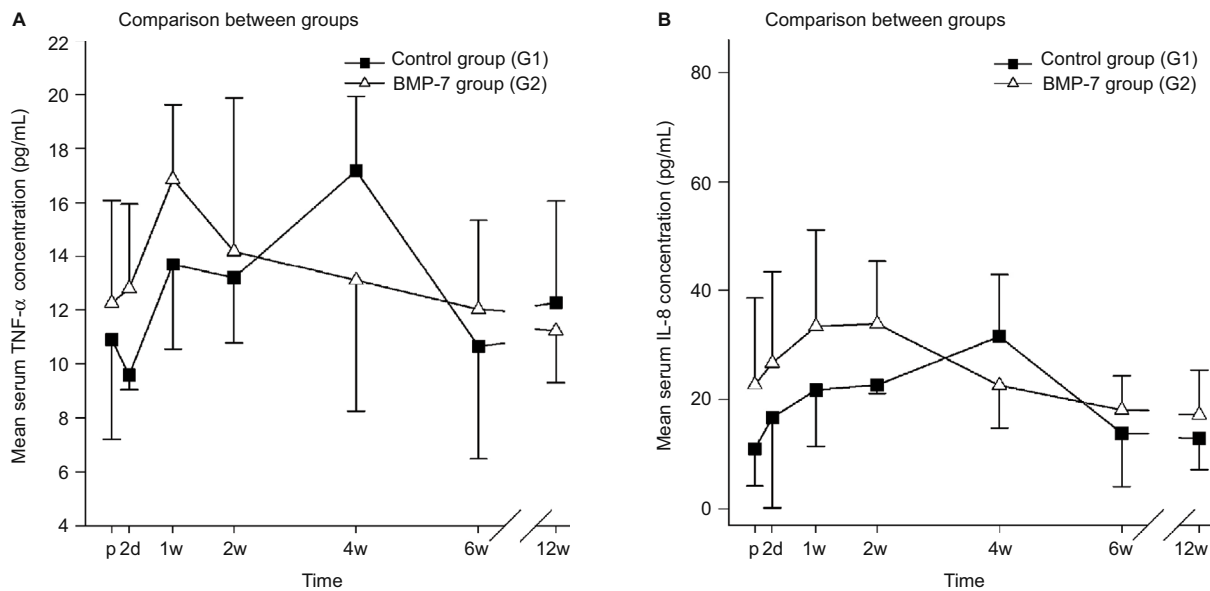 A Comparison between groups
Control group (G1)
BMP-7 group (G2)
Mean serum TNF-α concentration (pg/mL)
22
20
18
16
14
12
10
8
6
4
p 2d 1w 2w 4w 6w 12w
Time
B Comparison between groups
Control group (G1)
BMP-7 group (G2)
Mean serum IL-8 concentration (pg/mL)
80
60
40
20
0
p 2d 1w 2w 4w 6w 12w
Time